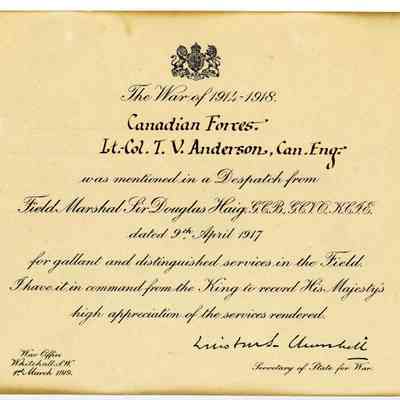 The War of 1914-1918.
Canadian Forces.
Lt.-Col. T. V. Anderson, Can. Eng.
was mentioned in a Despatch from
Field Marshal Sir Douglas Haig, G.C.B., G.C.V.O., K.C.I.E.
dated 9th April 1917
for gallant and distinguished services in the Field.
I have it in command from the King to record His Majesty's
high appreciation of the services rendered.
Winston S. Churchill
Secretary of State for War.
War Office
Whitehall, S.W.
1st March 1919.